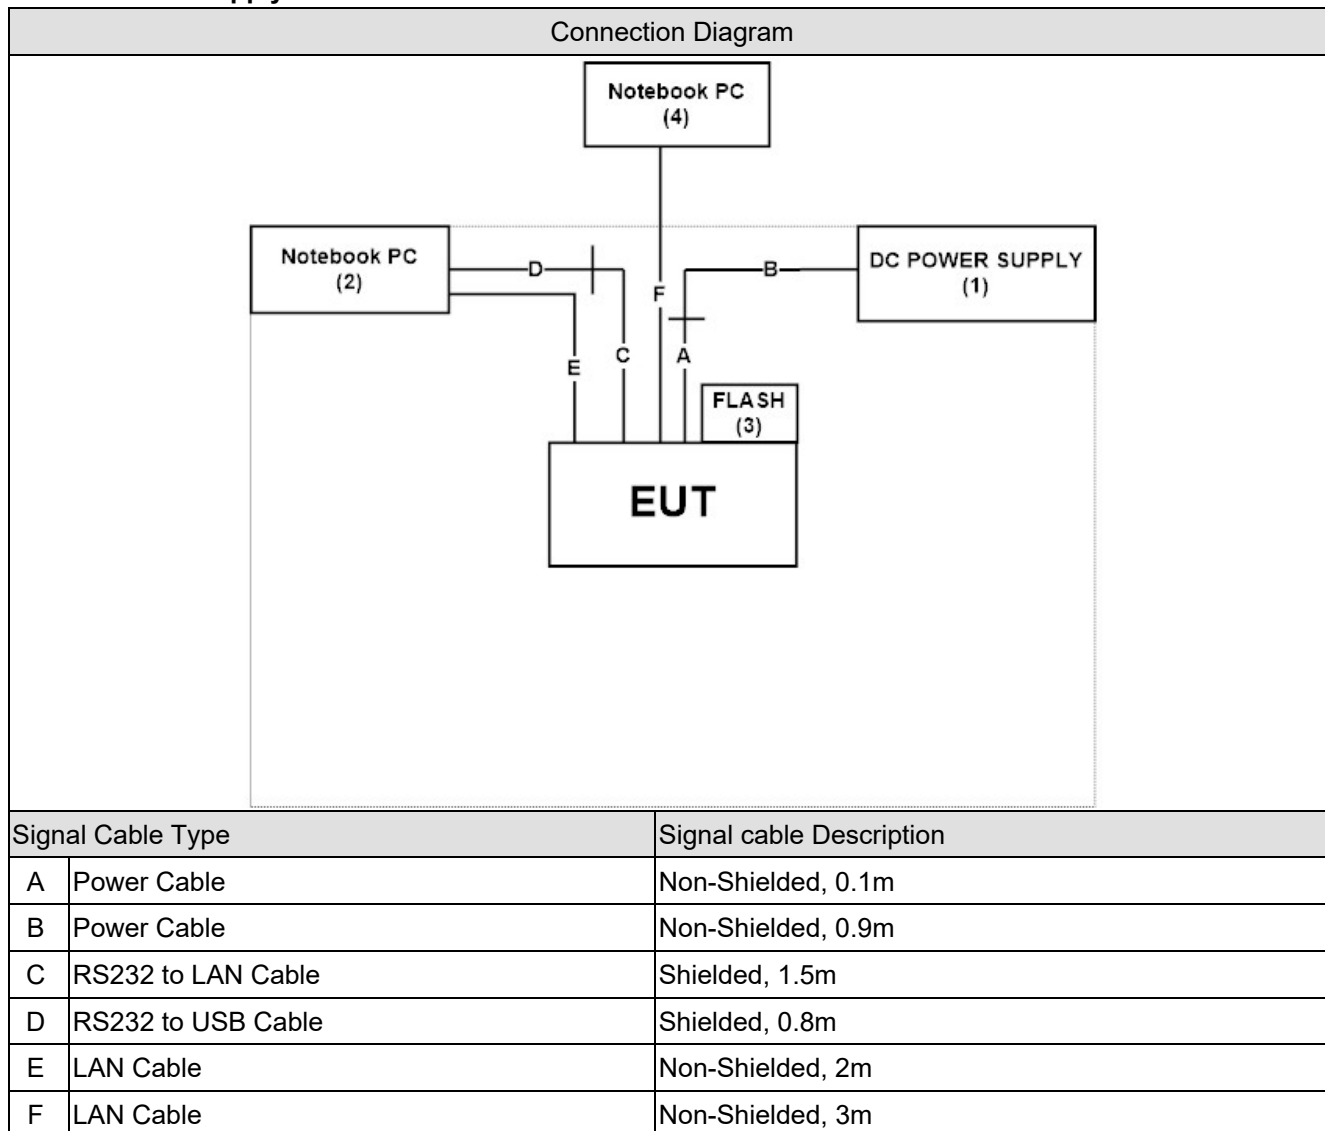 Connection Diagram
Notebook PC
(4)
Notebook PC
(2)
DC POWER SUPPLY
(1)
D
B
F
E
C
A
FLASH
(3)
EUT
Signal Cable Type Signal cable Description
A Power Cable Non-Shielded, 0.1m
B Power Cable Non-Shielded, 0.9m
C RS232 to LAN Cable Shielded, 1.5m
D RS232 to USB Cable Shielded, 0.8m
E LAN Cable Non-Shielded, 2m
F LAN Cable Non-Shielded, 3m